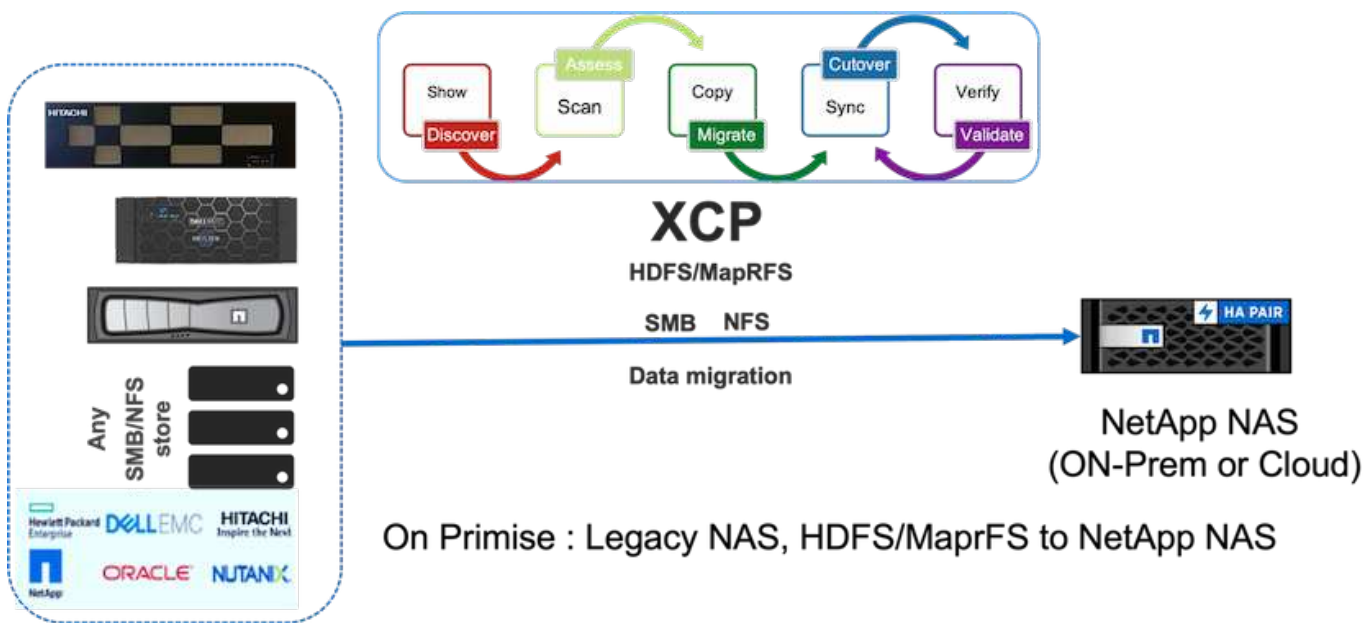 HITACHI
Any
SMB/NFS
store
Hewlett Packard
Enterprise
DELL EMC
HITACHI
Inspire the Next
NetApp
ORACLE
NUTANIX
Show
Discover
Assess
Scan
Copy
Migrate
Cutover
Sync
Verify
Validate
XCP
HDFS/MapRFS
SMB NFS
Data migration
HA PAIR
NetApp NAS
(ON-Prem or Cloud)
On Primise : Legacy NAS, HDFS/MaprFS to NetApp NAS